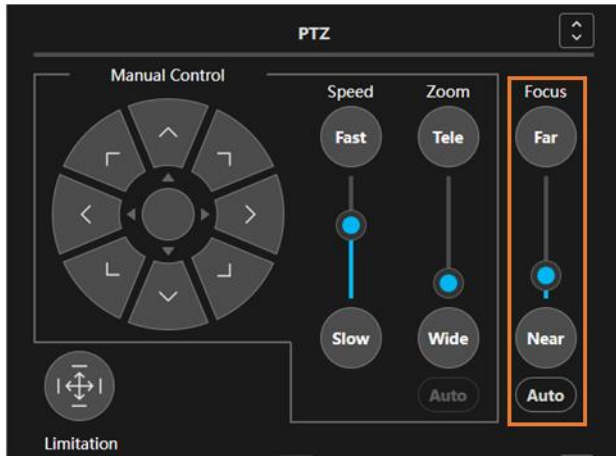 PTZ
Manual Control
Speed
Zoom
Focus
Fast
Tele
Far
Slow
Wide
Near
Auto
Auto
Limitation